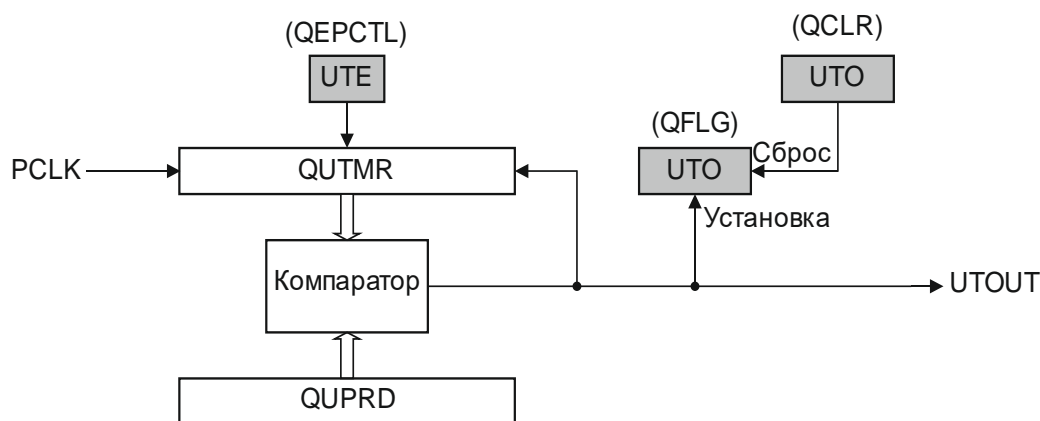 (QEPCTL)
UTE
(QCLR)
UTO
(QFLG)
UTO
Сброс
PCLK
QUTMR
Установка
Компаратор
UTOUT
QUPRD